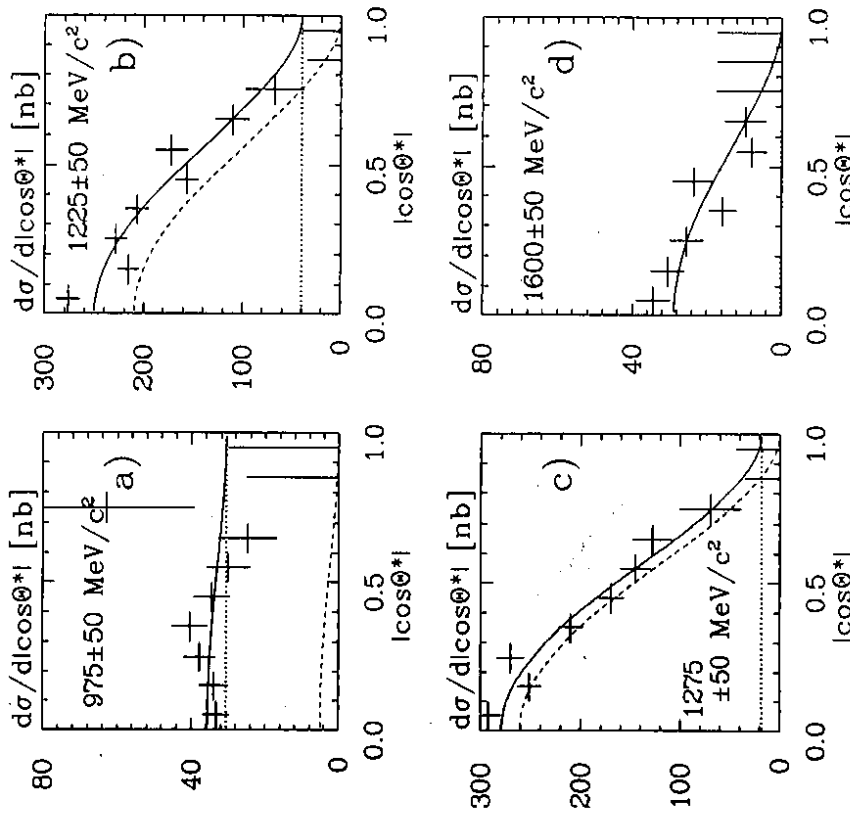 dσ/d|cosΘ*| [nb]
975±50 MeV/c²
a)
80
40
0
0.0
0.5
1.0
|cosΘ*|
dσ/d|cosΘ*| [nb]
1225±50 MeV/c²
b)
300
200
100
0
0.0
0.5
1.0
|cosΘ*|
dσ/d|cosΘ*| [nb]
c)
1275
±50 MeV/c²
300
200
100
0
0.0
0.5
1.0
|cosΘ*|
dσ/d|cosΘ*| [nb]
1600±50 MeV/c²
d)
80
40
0
0.0
0.5
1.0
|cosΘ*|